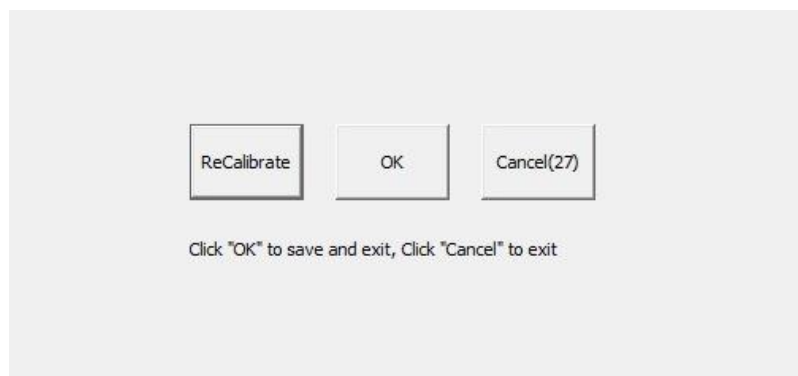 ReCalibrate OK Cancel(27)
Click "OK" to save and exit, Click "Cancel" to exit